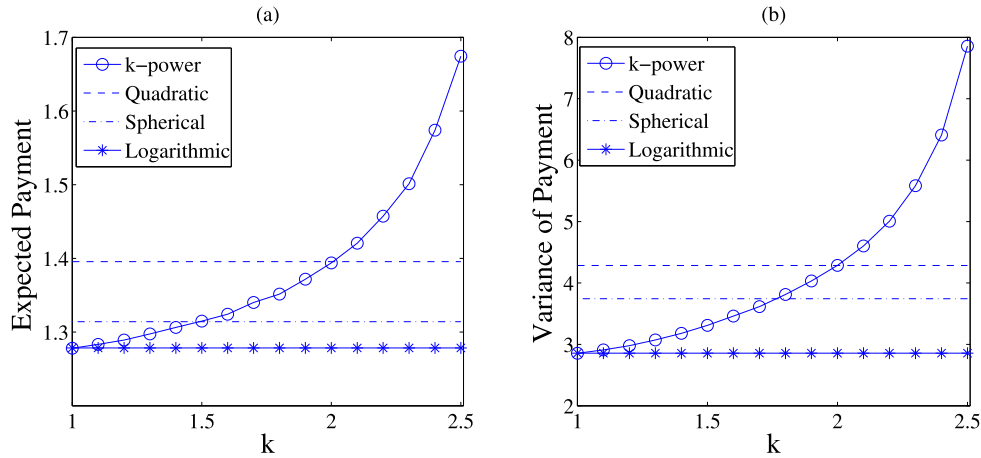 (a)
1.7
1.6
1.5
1.4
1.3
Expected Payment
k−power
Quadratic
Spherical
Logarithmic
1
1.5
2
2.5
k
(b)
8
7
6
5
4
3
2
Variance of Payment
k−power
Quadratic
Spherical
Logarithmic
1
1.5
2
2.5
k